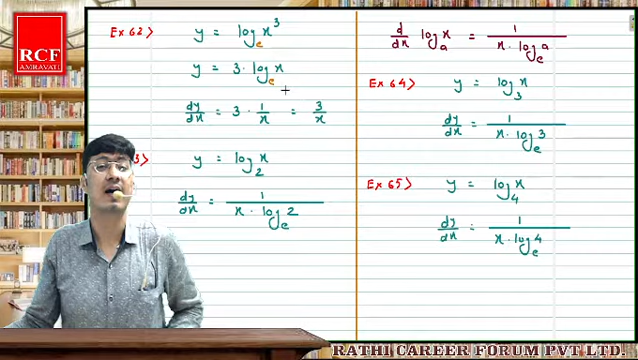 RCF
AMRAVATI
Ex 62> y = log_e x^3
y = 3 · log_e x
dy/dx = 3 · 1/x = 3/x
3> y = log_2 x
dy/dx = 1/(x · log_e 2)
d/dx log_a x = 1/(x · log_e a)
Ex 64> y = log_3 x
dy/dx = 1/(x · log_e 3)
Ex 65> y = log_4 x
dy/dx = 1/(x · log_e 4)
RATHI CAREER FORUM PVT LTD.